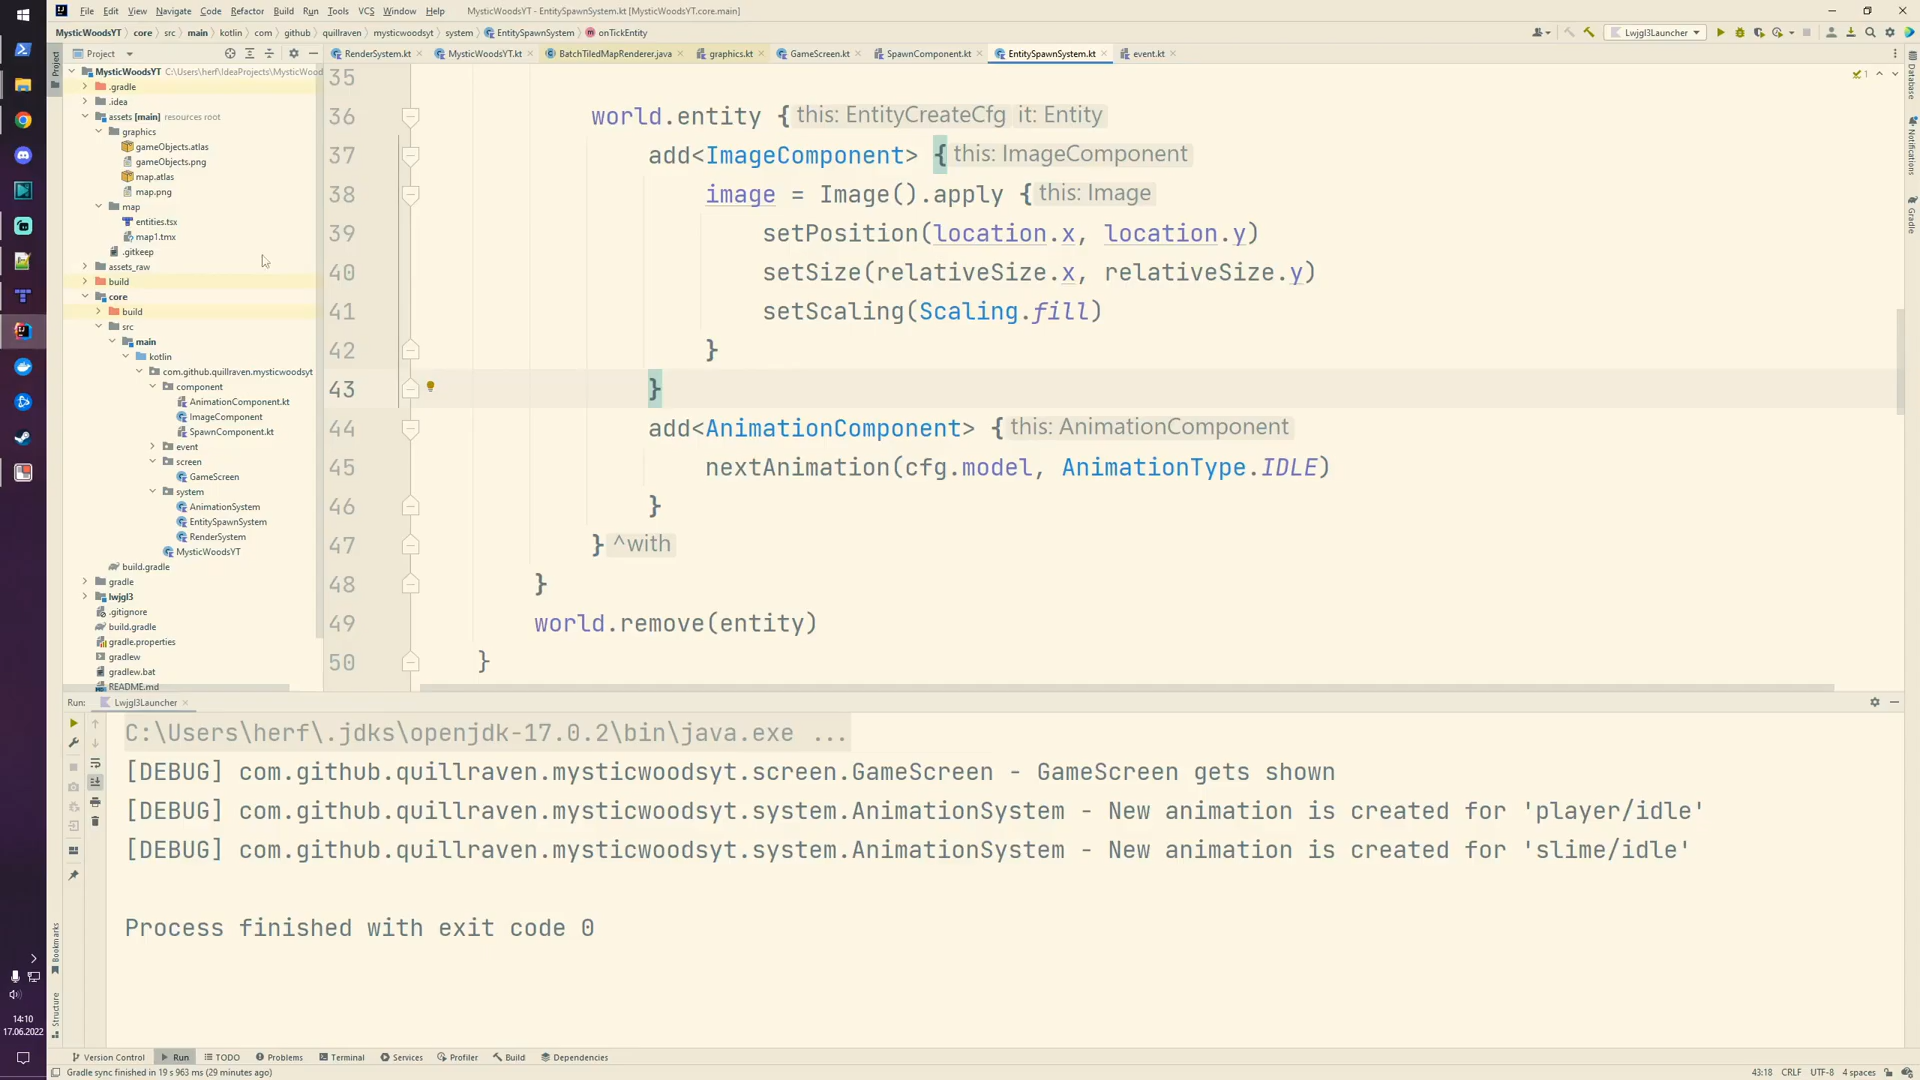 File Edit View Navigate Code Refactor Build Run Tools VCS Window Help MysticWoodsYT - EntitySpawnSystem.kt [MysticWoodsYT.core.main]
MysticWoodsYT core src main kotlin com github quillraven mysticwoodsyt system EntitySpawnSystem onTickEntity Lwjgl3Launcher
Project
RenderSystem.kt MysticWoodsYT.kt BatchTiledMapRenderer.java graphics.kt GameScreen.kt SpawnComponent.kt EntitySpawnSystem.kt event.kt
MysticWoodsYT C:\Users\herf\IdeaProjects\MysticWood
.gradle
.idea
assets [main] resources root
graphics
gameObjects.atlas
gameObjects.png
map.atlas
map.png
map
entities.tsx
map1.tmx
.gitkeep
assets_raw
build
core
build
src
main
kotlin
com.github.quillraven.mysticwoodsyt
component
AnimationComponent.kt
ImageComponent
SpawnComponent.kt
event
screen
GameScreen
system
AnimationSystem
EntitySpawnSystem
RenderSystem
MysticWoodsYT
build.gradle
gradle
lwjgl3
.gitignore
build.gradle
gradle.properties
gradlew
gradlew.bat
README.md
35
36 world.entity { this: EntityCreateCfg it: Entity
37 add<ImageComponent> { this: ImageComponent
38 image = Image().apply { this: Image
39 setPosition(location.x, location.y)
40 setSize(relativeSize.x, relativeSize.y)
41 setScaling(Scaling.fill)
42 }
43 }
44 add<AnimationComponent> { this: AnimationComponent
45 nextAnimation(cfg.model, AnimationType.IDLE)
46 }
47 } ^with
48 }
49 world.remove(entity)
50 }
1
Project
Database
Notifications
Gradle
Run: Lwjgl3Launcher
C:\Users\herf\.jdks\openjdk-17.0.2\bin\java.exe ...
[DEBUG] com.github.quillraven.mysticwoodsyt.screen.GameScreen - GameScreen gets shown
[DEBUG] com.github.quillraven.mysticwoodsyt.system.AnimationSystem - New animation is created for 'player/idle'
[DEBUG] com.github.quillraven.mysticwoodsyt.system.AnimationSystem - New animation is created for 'slime/idle'
Process finished with exit code 0
Bookmarks
Structure
14:10
17.06.2022
Version Control Run TODO Problems Terminal Services Profiler Build Dependencies
Gradle sync finished in 19 s 963 ms (29 minutes ago) 43:18 CRLF UTF-8 4 spaces